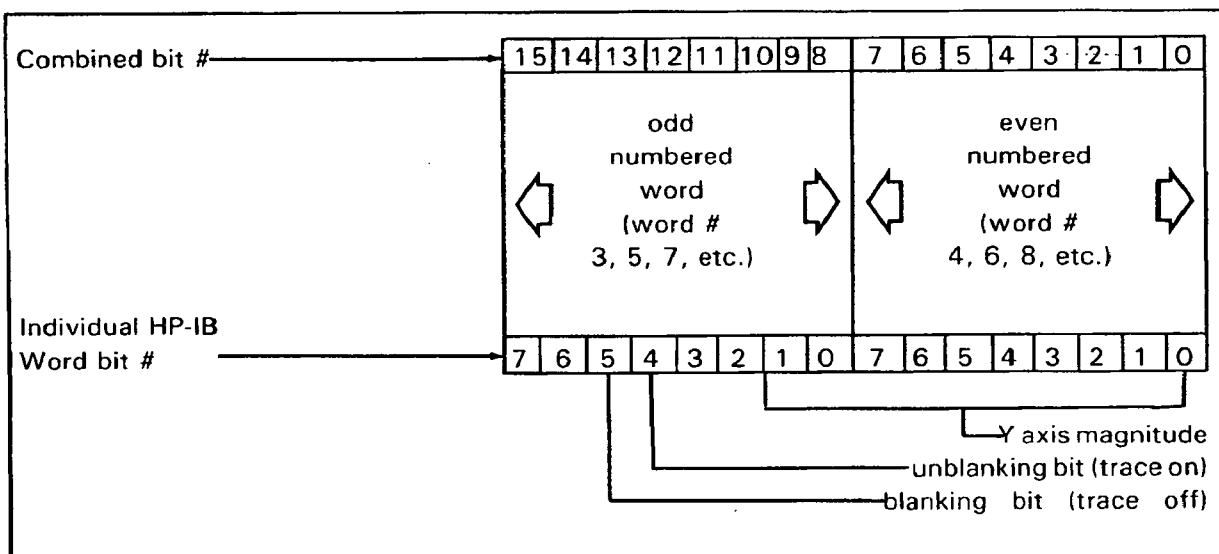 Combined bit #
15 14 13 12 11 10 9 8 7 6 5 4 3 2 1 0
odd
numbered
word
(word #
3, 5, 7, etc.)
even
numbered
word
(word #
4, 6, 8, etc.)
Individual HP-IB
Word bit #
7 6 5 4 3 2 1 0 7 6 5 4 3 2 1 0
Y axis magnitude
unblanking bit (trace on)
blanking bit (trace off)